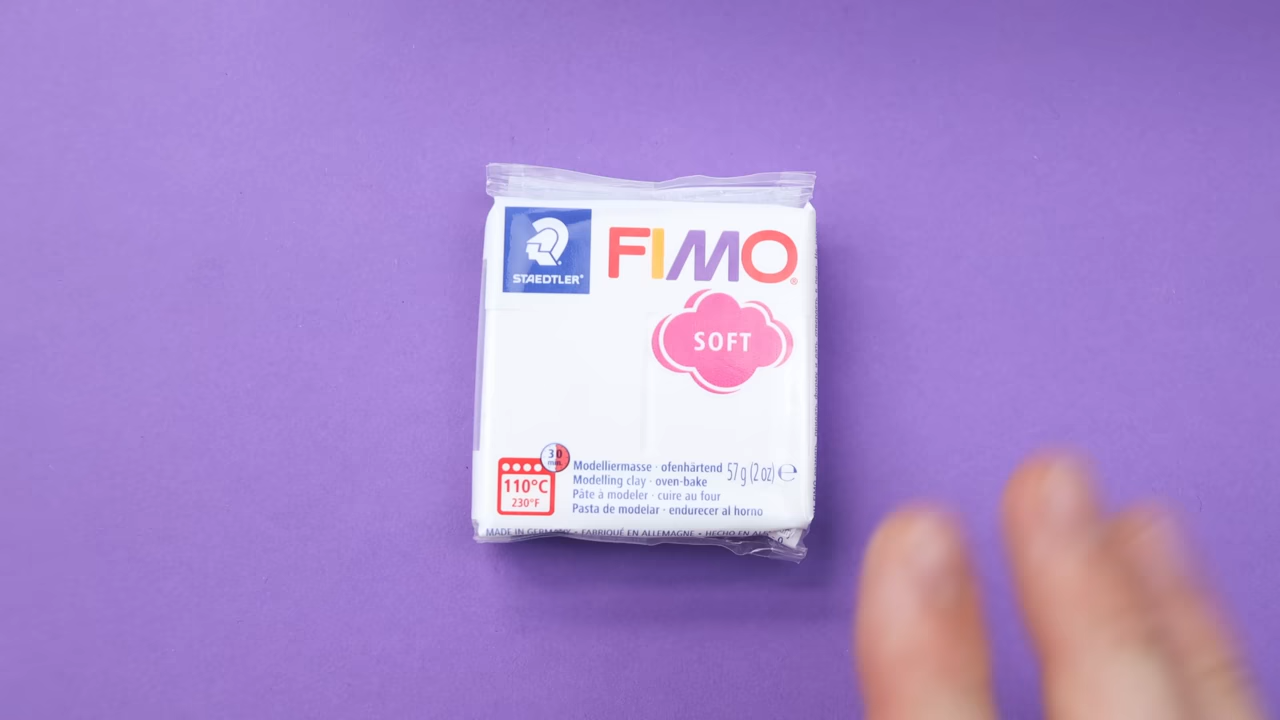 STAEDTLER®
FIMO®
SOFT
30
min.
110°C
230°F
Modelliermasse · ofenhärtend
Modelling clay · oven-bake
Pâte à modeler · cuire au four
Pasta de modelar · endurecer al horno
57 g (2 oz) ℮
MADE IN GERMANY • FABRIQUÉ EN ALLEMAGNE • HECHO EN